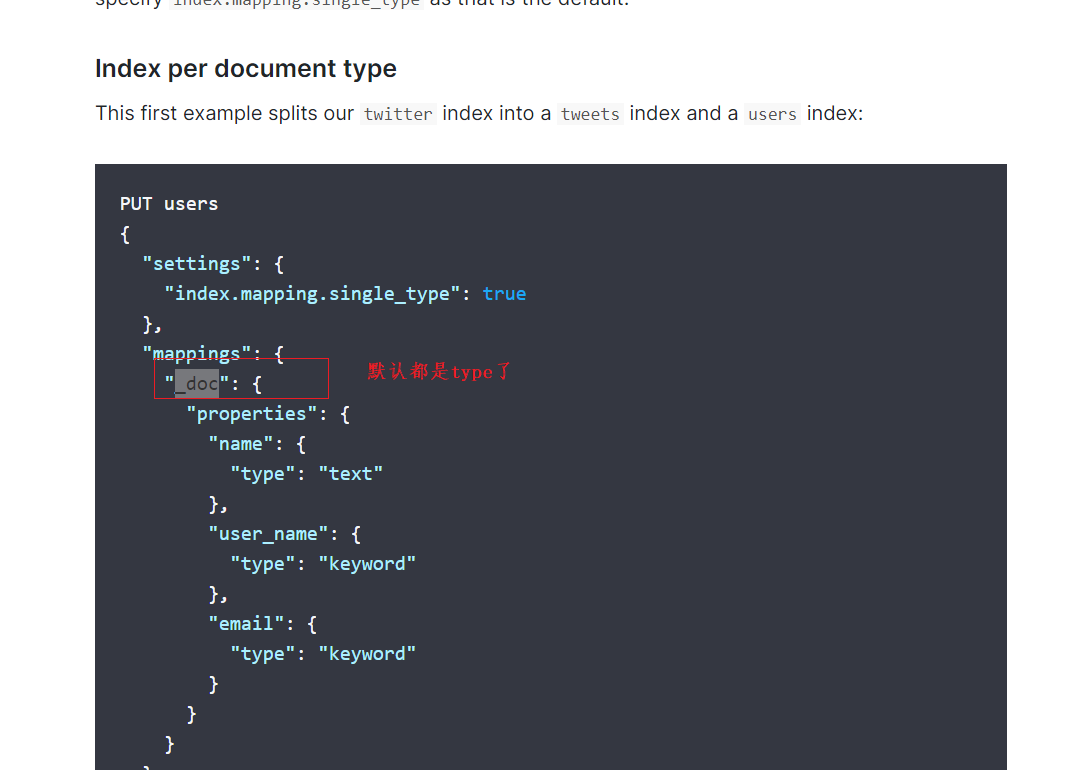 specify index.mapping.single_type as that is the default.
Index per document type
This first example splits our twitter index into a tweets index and a users index:
PUT users
{
"settings": {
"index.mapping.single_type": true
},
"mappings": {
"_doc": {
默认都是type了
"properties": {
"name": {
"type": "text"
},
"user_name": {
"type": "keyword"
},
"email": {
"type": "keyword"
}
}
}